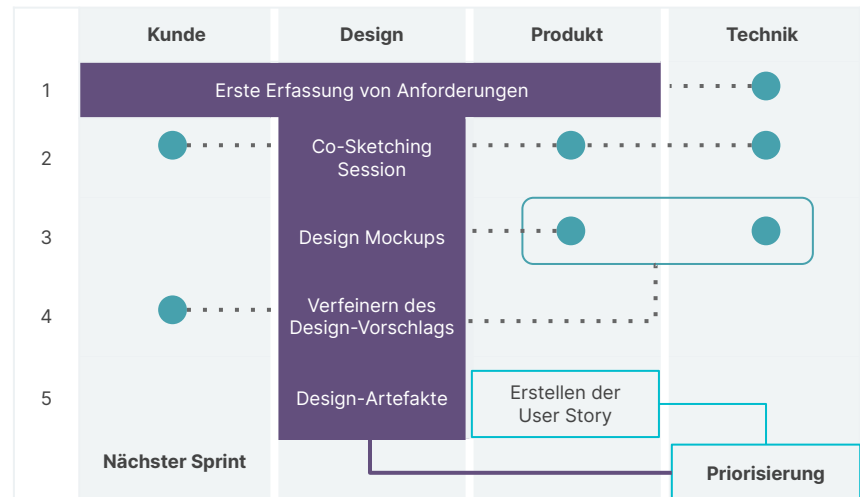 Kunde
Design
Produkt
Technik
1
Erste Erfassung von Anforderungen
2
Co-Sketching
Session
3
Design Mockups
4
Verfeinern des
Design-Vorschlags
5
Design-Artefakte
Erstellen der
User Story
Nächster Sprint
Priorisierung